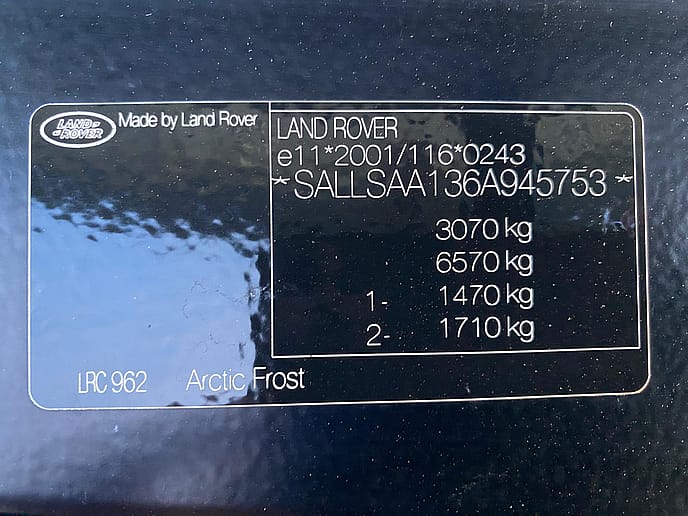 LAND-
-ROVER
Made by Land Rover
LAND ROVER
e11*2001/116*0243
*SALLSAA136A945753*
3070 kg
6570 kg
1- 1470 kg
2- 1710 kg
LRC 962 Arctic Frost